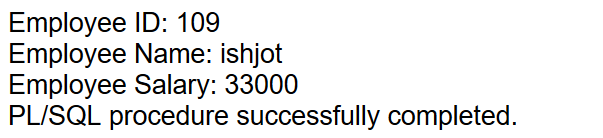 Employee ID: 109
Employee Name: ishjot
Employee Salary: 33000
PL/SQL procedure successfully completed.